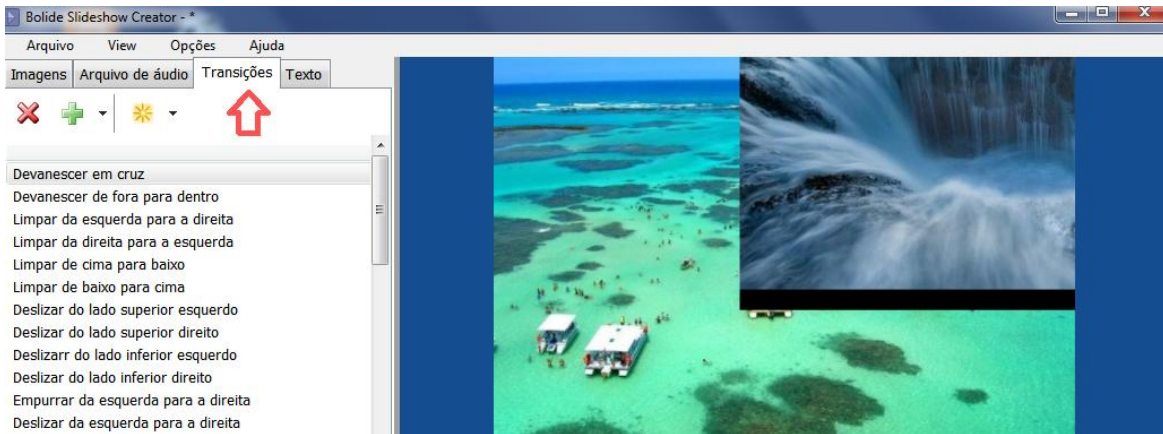 Bolide Slideshow Creator - *
Arquivo View Opções Ajuda
Imagens Arquivo de áudio Transições Texto
Devanescer em cruz
Devanescer de fora para dentro
Limpar da esquerda para a direita
Limpar da direita para a esquerda
Limpar de cima para baixo
Limpar de baixo para cima
Deslizar do lado superior esquerdo
Deslizar do lado superior direito
Deslizarr do lado inferior esquerdo
Deslizar do lado inferior direito
Empurrar da esquerda para a direita
Deslizar da esquerda para a direita